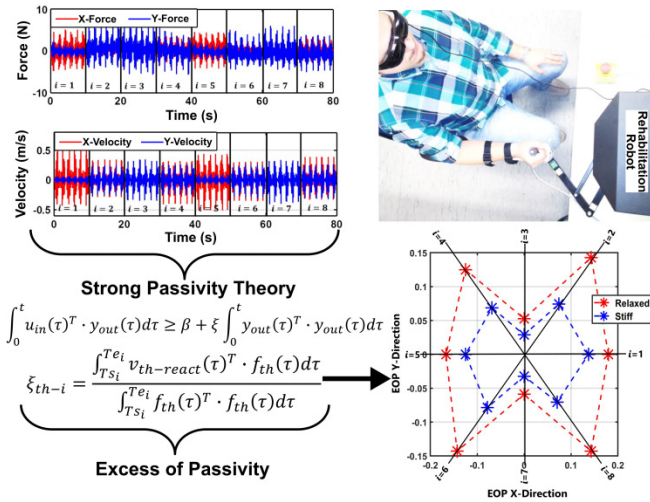 X-Force Y-Force
Force (N)
10
0
-10
i = 1 i = 2 i = 3 i = 4 i = 5 i = 6 i = 7 i = 8
0 20 40 60 80
Time (s)
X-Velocity Y-Velocity
Velocity (m/s)
0.5
0
-0.5
i = 1 i = 2 i = 3 i = 4 i = 5 i = 6 i = 7 i = 8
0 20 40 60 80
Time (s)
Strong Passivity Theory
∫₀ᵗ u_in(τ)ᵀ · y_out(τ)dτ ≥ β + ξ ∫₀ᵗ y_out(τ)ᵀ · y_out(τ)dτ
ξ_th-i = ∫_Ts_i^Te_i v_th-react(τ)ᵀ · f_th(τ)dτ
∫_Ts_i^Te_i f_th(τ)ᵀ · f_th(τ)dτ
Excess of Passivity
Rehabilitation
Robot
i=4 i=3 i=2
0.15
0.1
0.05
0
-0.05
-0.1
-0.15
EOP Y-Direction
Relaxed
Stiff
i=5 i=1
i=6 i=7 i=8
-0.2 -0.1 0 0.1 0.2
EOP X-Direction